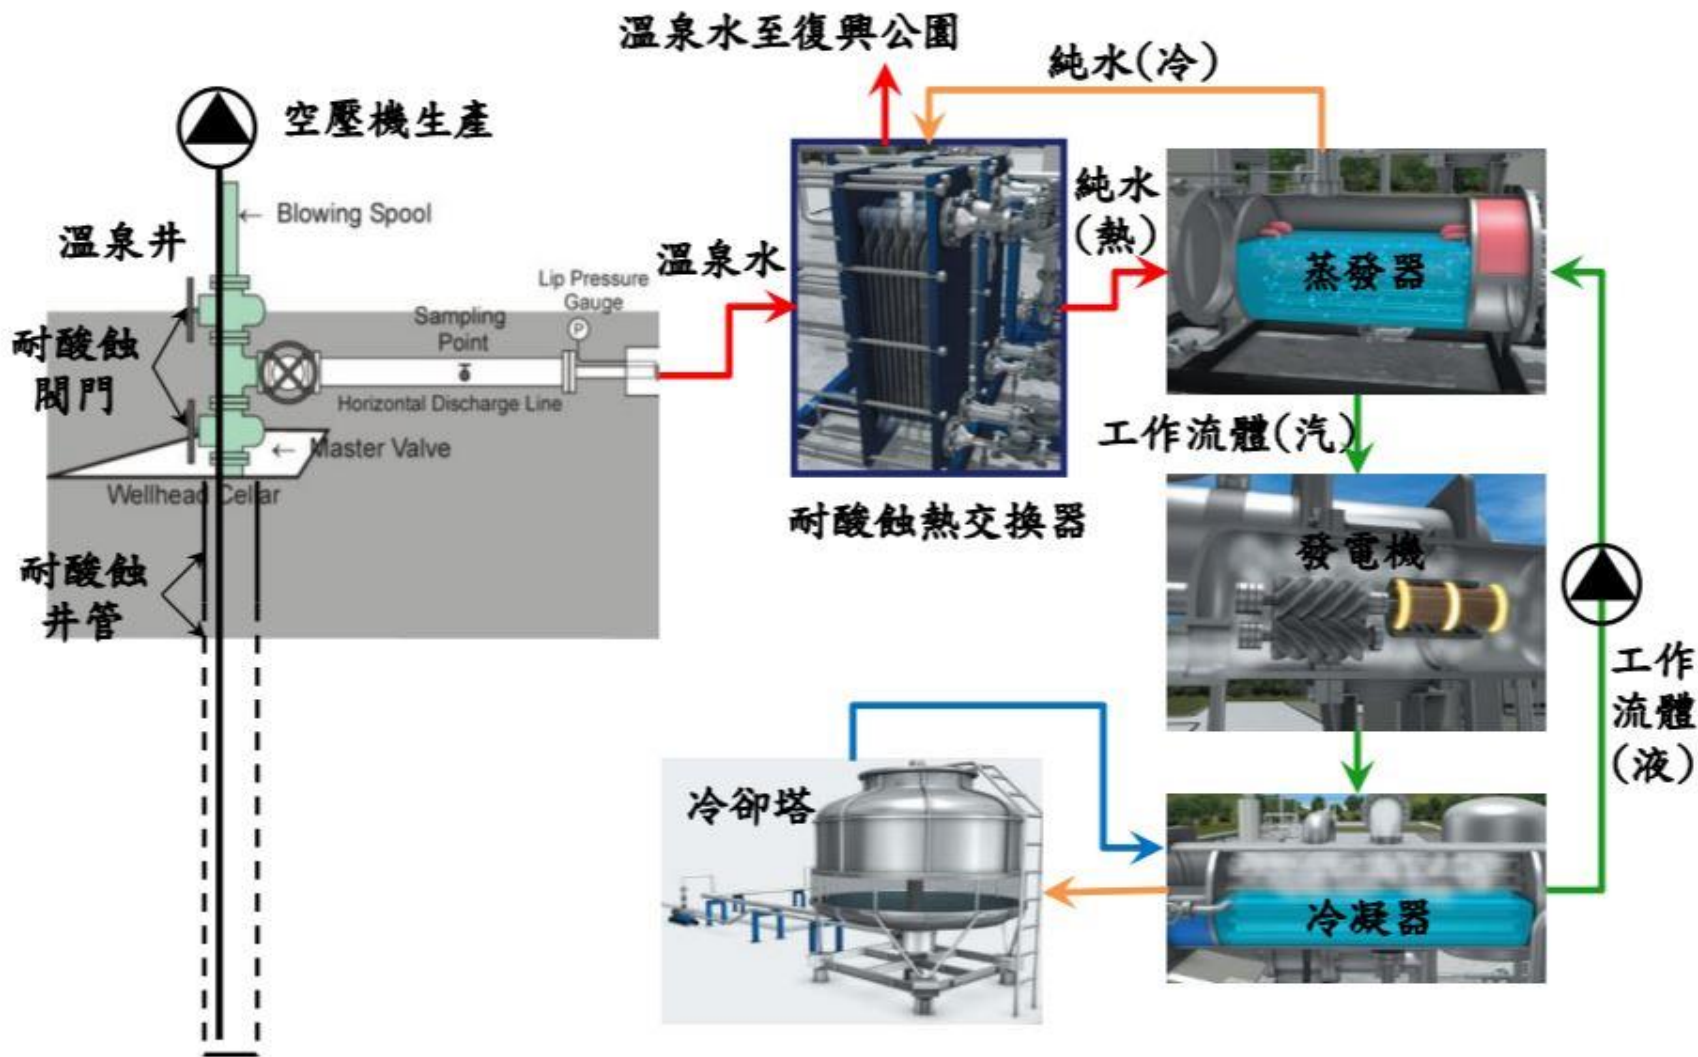 溫泉水至復興公園
純水(冷)
空壓機生產
← Blowing Spool
溫泉井
純水
(熱)
溫泉水
蒸發器
Lip Pressure
Gauge
P
Sampling
Point
耐酸蝕
閥門
Horizontal Discharge Line
← Master Valve
Wellhead Cellar
工作流體(汽)
耐酸蝕熱交換器
發電機
耐酸蝕
井管
工作
流體
(液)
冷卻塔
冷凝器